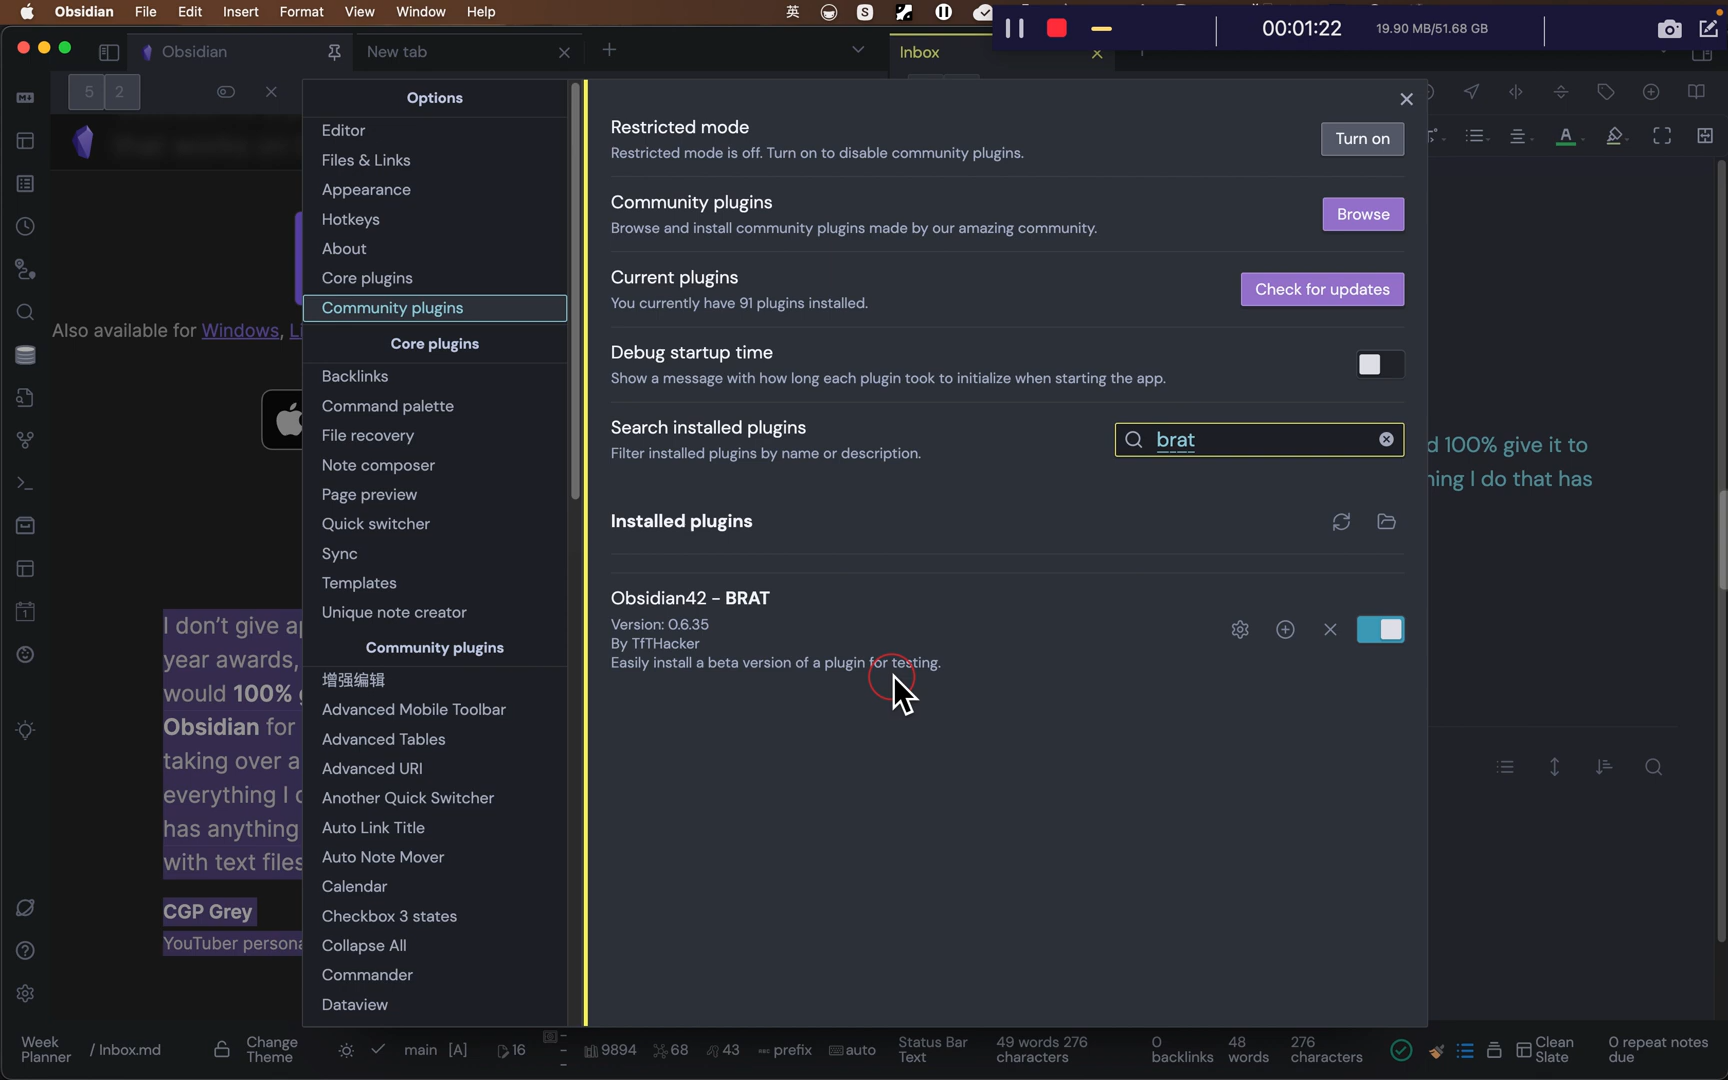 Obsidian File Edit Insert Format View Window Help 英 S
00:01:22 19.90 MB/51.68 GB
Obsidian New tab Inbox
5 2
Also available for Windows,
I don't give
year awards,
would 100%
Obsidian for
taking over a
everything I
has anything
with text files
CGP Grey
YouTuber
Options
Editor
Files & Links
Appearance
Hotkeys
About
Core plugins
Community plugins
Core plugins
Backlinks
Command palette
File recovery
Note composer
Page preview
Quick switcher
Sync
Templates
Unique note creator
Community plugins
增强编辑
Advanced Mobile Toolbar
Advanced Tables
Advanced URI
Another Quick Switcher
Auto Link Title
Auto Note Mover
Calendar
Checkbox 3 states
Collapse All
Commander
Dataview
Restricted mode
Restricted mode is off. Turn on to disable community plugins.
Turn on
Community plugins
Browse and install community plugins made by our amazing community.
Browse
Current plugins
You currently have 91 plugins installed.
Check for updates
Debug startup time
Show a message with how long each plugin took to initialize when starting the app.
Search installed plugins
Filter installed plugins by name or description.
brat
Installed plugins
Obsidian42 - BRAT
Version: 0.6.35
By TfTHacker
Easily install a beta version of a plugin for testing.
100% give it to
I do that has
Week Planner / Inbox.md Change Theme main [A] 16 9894 68 43 prefix auto Status Bar Text 49 words 276 characters 0 backlinks 48 words 276 characters Clean Slate 0 repeat notes due